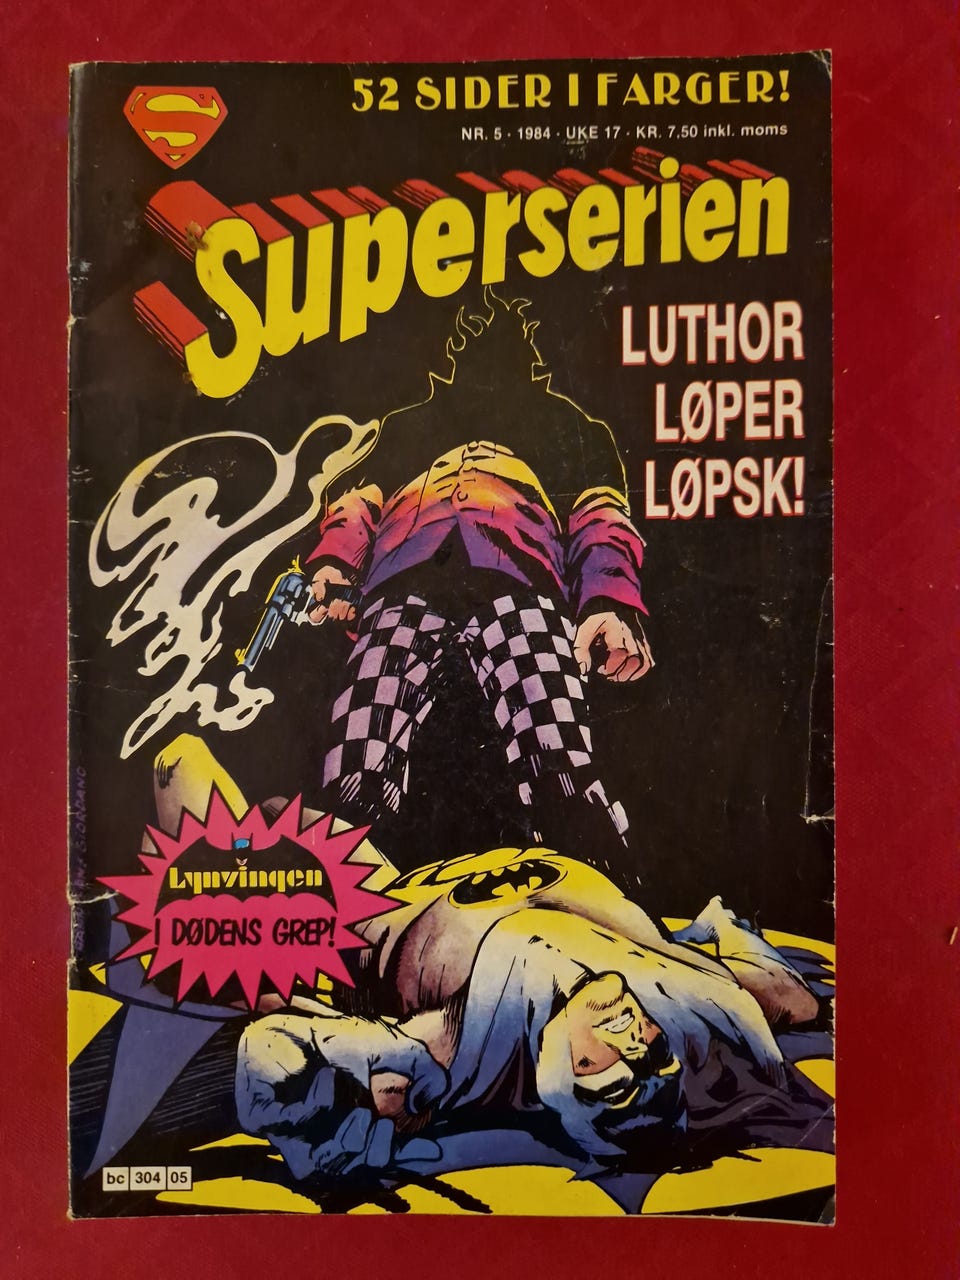 52 SIDER I FARGER!
NR. 5 · 1984 · UKE 17 · KR. 7,50 inkl. moms
S
Superserien
LUTHOR
LØPER
LØPSK!
Lynvingen
I DØDENS GREP!
GIORDANO
bc 304 05